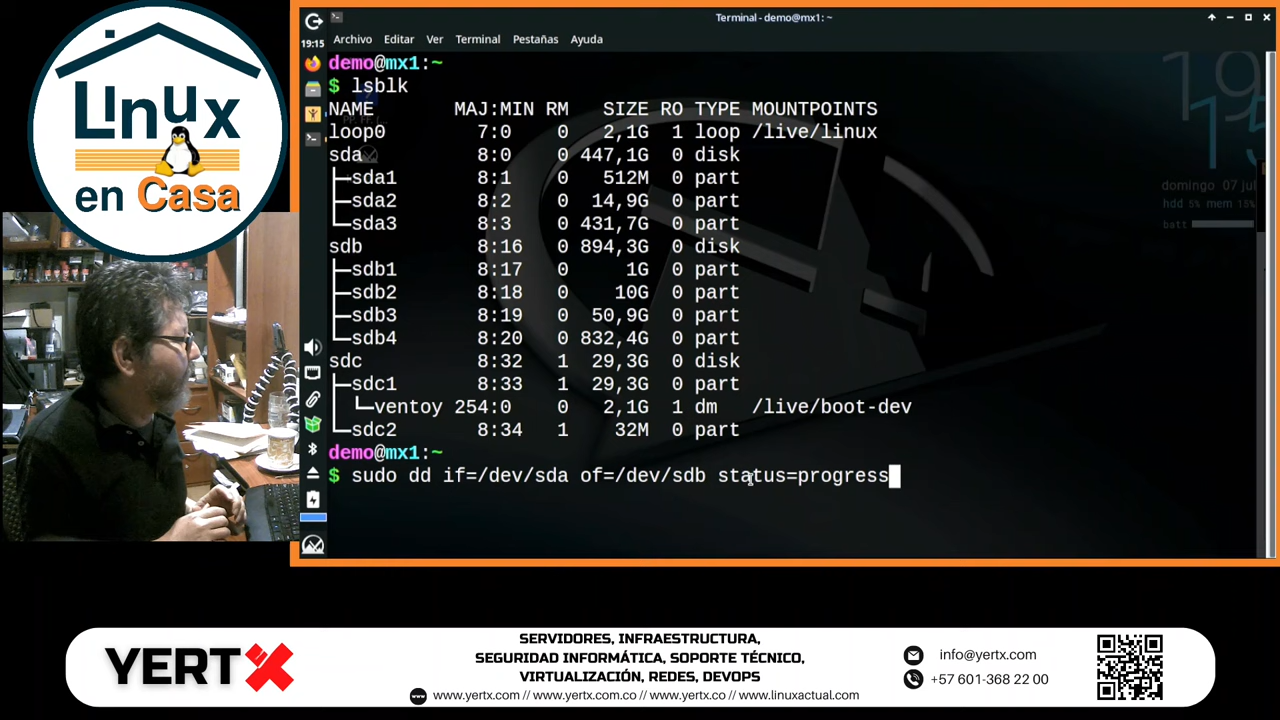 Linux
en Casa
Terminal - demo@mx1: ~
19:15
Archivo Editar Ver Terminal Pestañas Ayuda
demo@mx1:~
$ lsblk
NAME MAJ:MIN RM SIZE RO TYPE MOUNTPOINTS
loop0 7:0 0 2,1G 1 loop /live/linux
sda 8:0 0 447,1G 0 disk
├─sda1 8:1 0 512M 0 part
├─sda2 8:2 0 14,9G 0 part
└─sda3 8:3 0 431,7G 0 part
sdb 8:16 0 894,3G 0 disk
├─sdb1 8:17 0 1G 0 part
├─sdb2 8:18 0 10G 0 part
├─sdb3 8:19 0 50,9G 0 part
└─sdb4 8:20 0 832,4G 0 part
sdc 8:32 1 29,3G 0 disk
├─sdc1 8:33 1 29,3G 0 part
│ └─ventoy 254:0 0 2,1G 1 dm /live/boot-dev
└─sdc2 8:34 1 32M 0 part
demo@mx1:~
$ sudo dd if=/dev/sda of=/dev/sdb status=progress
19
15
domingo 07 jul
hdd 5% mem 15%
batt
YERTX
SERVIDORES, INFRAESTRUCTURA,
SEGURIDAD INFORMÁTICA, SOPORTE TÉCNICO,
VIRTUALIZACIÓN, REDES, DEVOPS
www.yertx.com // www.yertx.com.co // www.yertx.co // www.linuxactual.com
info@yertx.com
+57 601-368 22 00